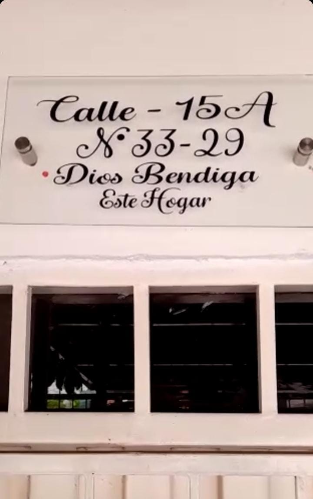 Calle - 15A
N° 33-29
Dios Bendiga
Este Hogar